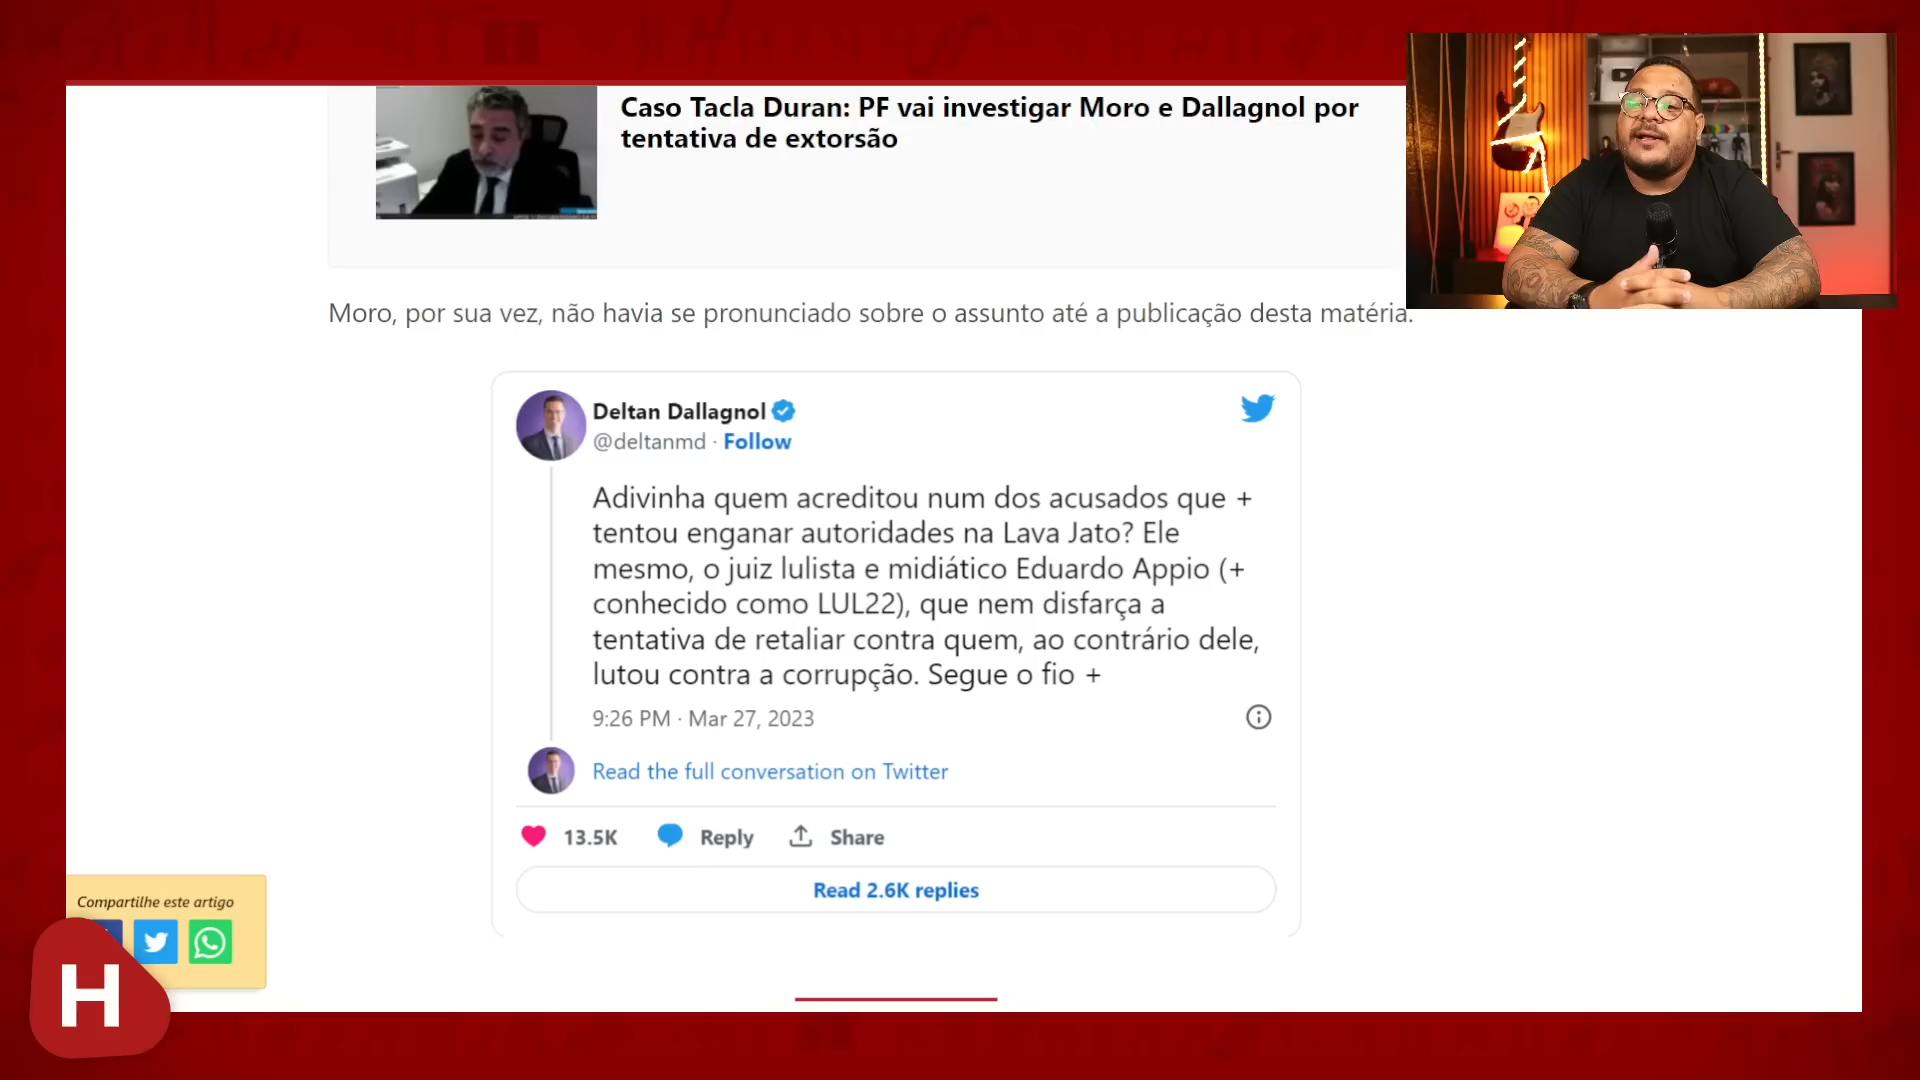 Caso Tacla Duran: PF vai investigar Moro e Dallagnol por
tentativa de extorsão
Moro, por sua vez, não havia se pronunciado sobre o assunto até a publicação desta matéria.
Deltan Dallagnol
@deltanmd · Follow
Adivinha quem acreditou num dos acusados que +
tentou enganar autoridades na Lava Jato? Ele
mesmo, o juiz lulista e midiático Eduardo Appio (+
conhecido como LUL22), que nem disfarça a
tentativa de retaliar contra quem, ao contrário dele,
lutou contra a corrupção. Segue o fio +
9:26 PM · Mar 27, 2023
Read the full conversation on Twitter
13.5K Reply Share
Read 2.6K replies
Compartilhe este artigo
H